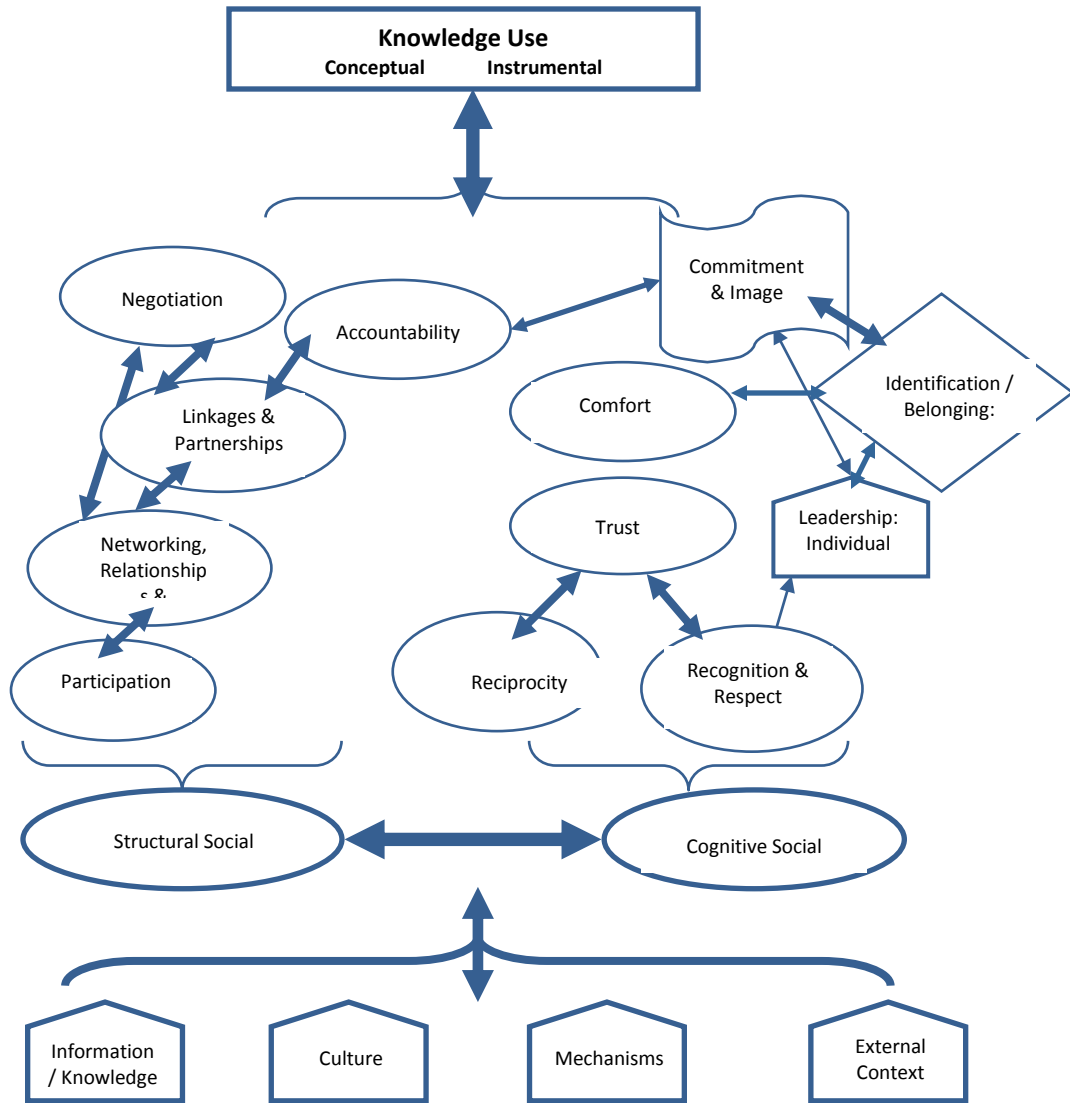 Knowledge Use
Conceptual Instrumental
Commitment
& Image
Negotiation
Accountability
Identification /
Belonging:
Comfort
Linkages &
Partnerships
Leadership:
Individual
Trust
Networking,
Relationship
s &
Participation
Reciprocity
Recognition &
Respect
Structural Social
Cognitive Social
Information
/ Knowledge
Culture
Mechanisms
External
Context